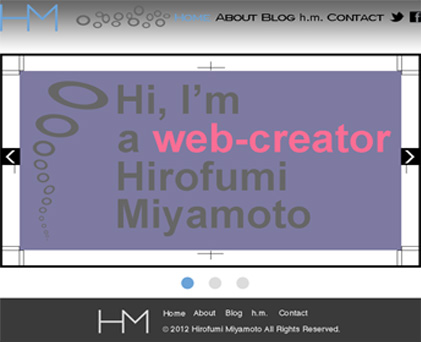 HM HOME ABOUT BLOG h.m. CONTACT
Hi, I'm
a web-creator
Hirofumi
Miyamoto
HM Home About Blog h.m. Contact
© 2012 Hirofumi Miyamoto All Rights Reserved.